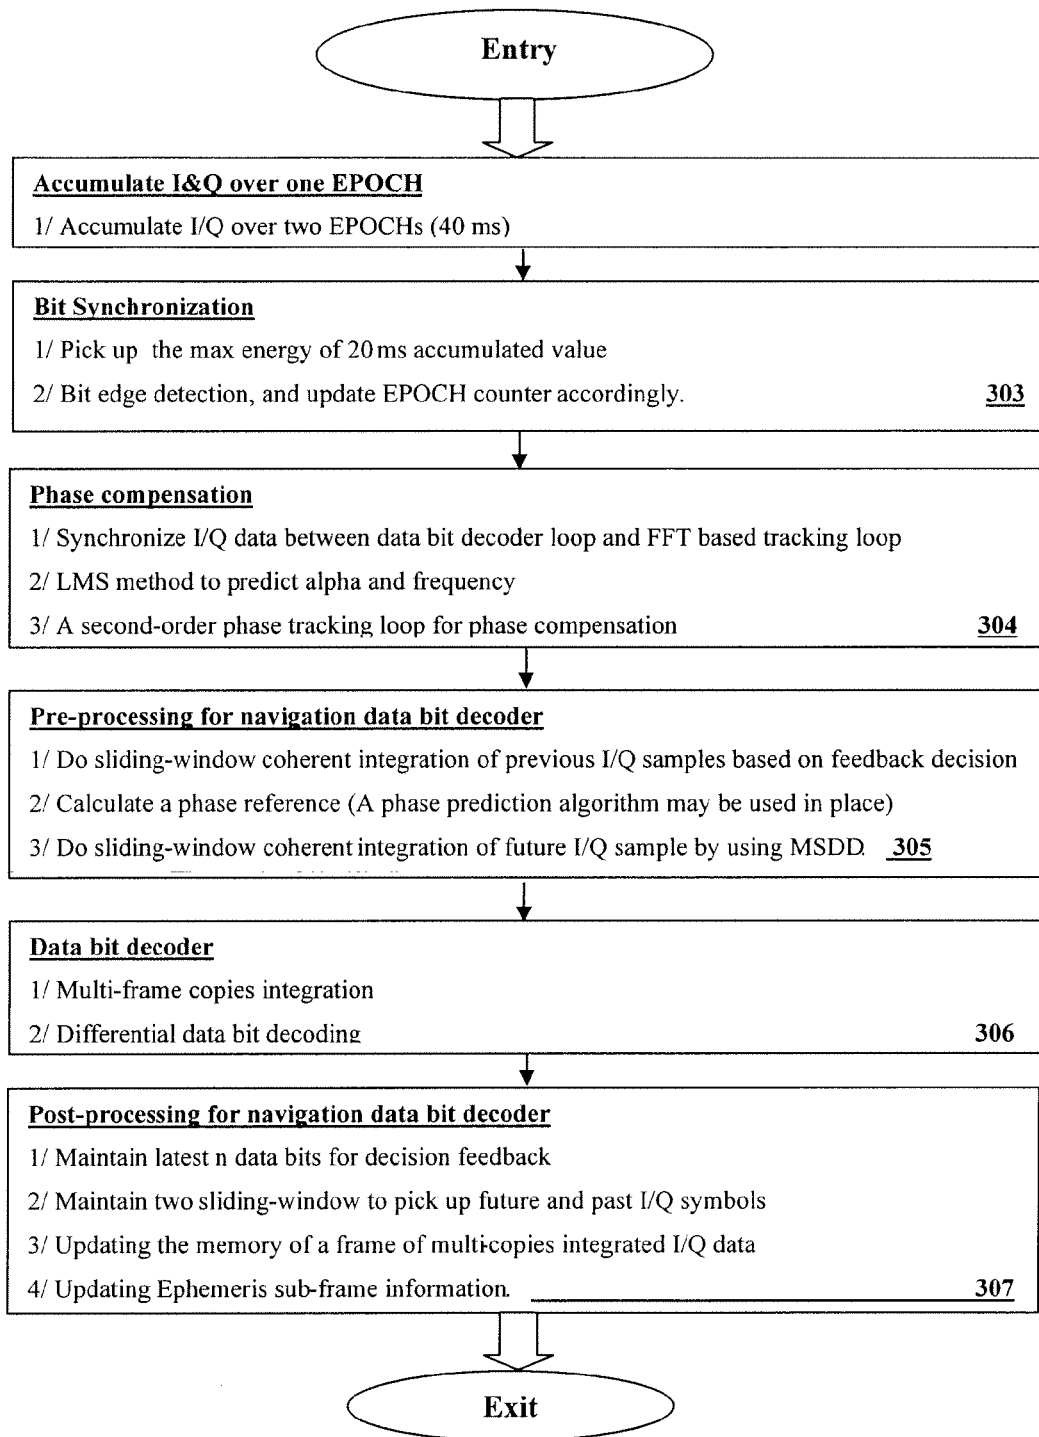 Entry
Accumulate I&Q over one EPOCH
1/ Accumulate I/Q over two EPOCHs (40 ms)
Bit Synchronization
1/ Pick up the max energy of 20 ms accumulated value
2/ Bit edge detection, and update EPOCH counter accordingly. 303
Phase compensation
1/ Synchronize I/Q data between data bit decoder loop and FFT based tracking loop
2/ LMS method to predict alpha and frequency
3/ A second-order phase tracking loop for phase compensation 304
Pre-processing for navigation data bit decoder
1/ Do sliding-window coherent integration of previous I/Q samples based on feedback decision
2/ Calculate a phase reference (A phase prediction algorithm may be used in place)
3/ Do sliding-window coherent integration of future I/Q sample by using MSDD. 305
Data bit decoder
1/ Multi-frame copies integration
2/ Differential data bit decoding 306
Post-processing for navigation data bit decoder
1/ Maintain latest n data bits for decision feedback
2/ Maintain two sliding-window to pick up future and past I/Q symbols
3/ Updating the memory of a frame of multi-copies integrated I/Q data
4/ Updating Ephemeris sub-frame information. 307
Exit